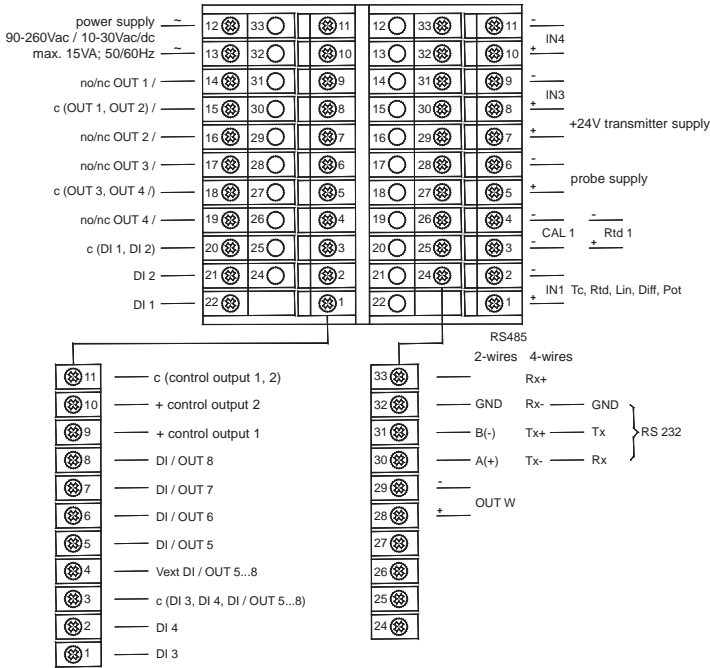 power supply ~ 12 33 11 12 33 11 -
90-260Vac / 10-30Vac/dc IN4
max. 15VA; 50/60Hz ~ 13 32 10 13 32 10 +
no/nc OUT 1 / 14 31 9 14 31 9 -
IN3
c (OUT 1, OUT 2) / 15 30 8 15 30 8 +
no/nc OUT 2 / 16 29 7 16 29 7 + +24V transmitter supply
no/nc OUT 3 / 17 28 6 17 28 6 -
probe supply
c (OUT 3, OUT 4 /) 18 27 5 18 27 5 +
no/nc OUT 4 / 19 26 4 19 26 4 - -
CAL 1 Rtd 1
c (DI 1, DI 2) 20 25 3 20 25 3 - +
DI 2 21 24 2 21 24 2 -
IN1 Tc, Rtd, Lin, Diff, Pot
DI 1 22 1 22 1 +
RS485
2-wires 4-wires
11 c (control output 1, 2)
10 + control output 2
9 + control output 1
8 DI / OUT 8
7 DI / OUT 7
6 DI / OUT 6
5 DI / OUT 5
4 Vext DI / OUT 5...8
3 c (DI 3, DI 4, DI / OUT 5...8)
2 DI 4
1 DI 3
33 Rx+
32 GND Rx- GND
31 B(-) Tx+ Tx RS 232
30 A(+) Tx- Rx
29 -
OUT W
28 +
27
26
25
24